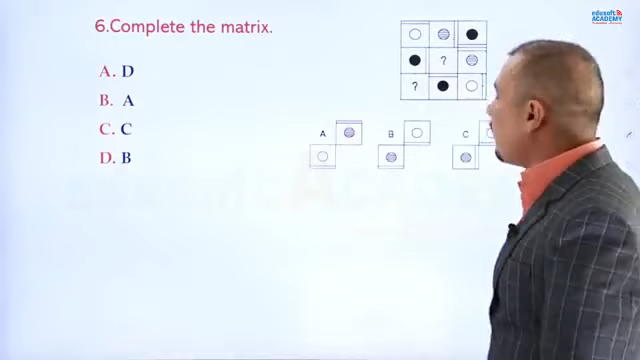 edusoft
ACADEMY
6.Complete the matrix.
A. D
B. A
C. C
D. B
?
?
A
B
C